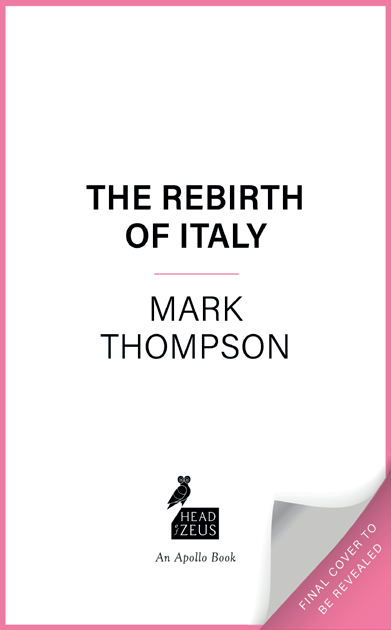 THE REBIRTH
OF ITALY
MARK
THOMPSON
HEAD
of ZEUS
An Apollo Book
FINAL COVER TO
BE REVEALED